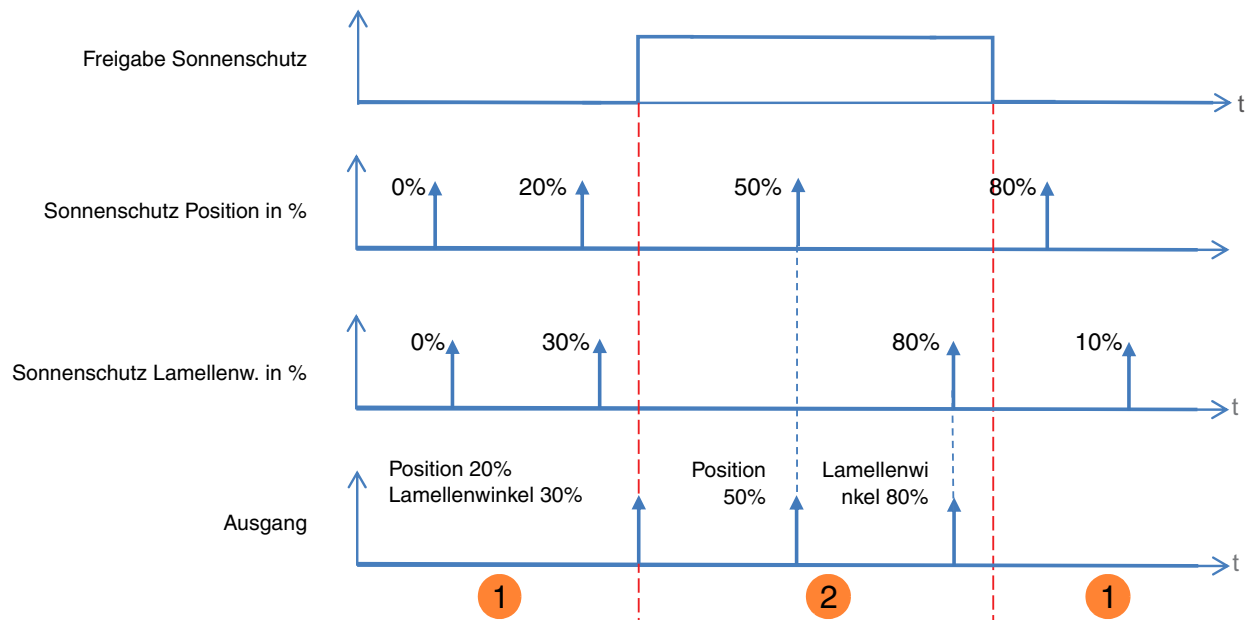 Freigabe Sonnenschutz
t
0%
20%
50%
80%
Sonnenschutz Position in %
0%
30%
80%
10%
Sonnenschutz Lamellenw. in %
t
Position 20%
Lamellenwinkel 30%
Position
50%
Lamellenwi
nkel 80%
Ausgang
t
1
2
1